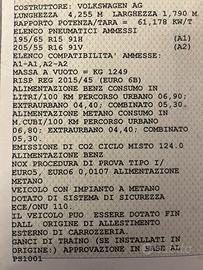 COSTRUTTORE: VOLKSWAGEN AG
LUNGHEZZA 4,255 M LARGHEZZA 1,790 M
RAPPORTO POTENZA/TARA = 61,178 KW/T
ELENCO PNEUMATICI AMMESSI
195/65 R15 91H (A1)
205/55 R16 91V (A2)
ELENCO COMPATIBILITA' AMMESSE:
A1-A1,A2-A2
MASSA A VUOTO = KG 1249
RISP REG 2015/45 (EURO 6B)
ALIMENTAZIONE BENZ CONSUMO IN
LITRI/100 KM PERCORSO URBANO 06,90;
EXTRAURBANO 04,40; COMBINATO 05,30.
ALIMENTAZIONE METANO CONSUMO IN
M.CUBI/100 KM PERCORSO URBANO
06,80; EXTRAURBANO 04,40; COMBINATO
05,30.
EMISSIONE DI CO2 CICLO MISTO 124.0
ALIMENTAZIONE BENZ
NOX PROCEDURA DI PROVA TIPO I/
EURO5, EURO6 0,0107 ALIMENTAZIONE
METANO
VEICOLO CON IMPIANTO A METANO
DOTATO DI SISTEMA DI SICUREZZA
ECE/ONU 110.
IL VEICOLO PUO' ESSERE DOTATO FIN
DALL' ORIGINE DI ALLESTIMENTO
ESTERNO DI CARROZZERIA.
GANCI DI TRAINO (SE INSTALLATI IN
ORIGINE:) APPROVAZIONE IN BASE AL
PS1001